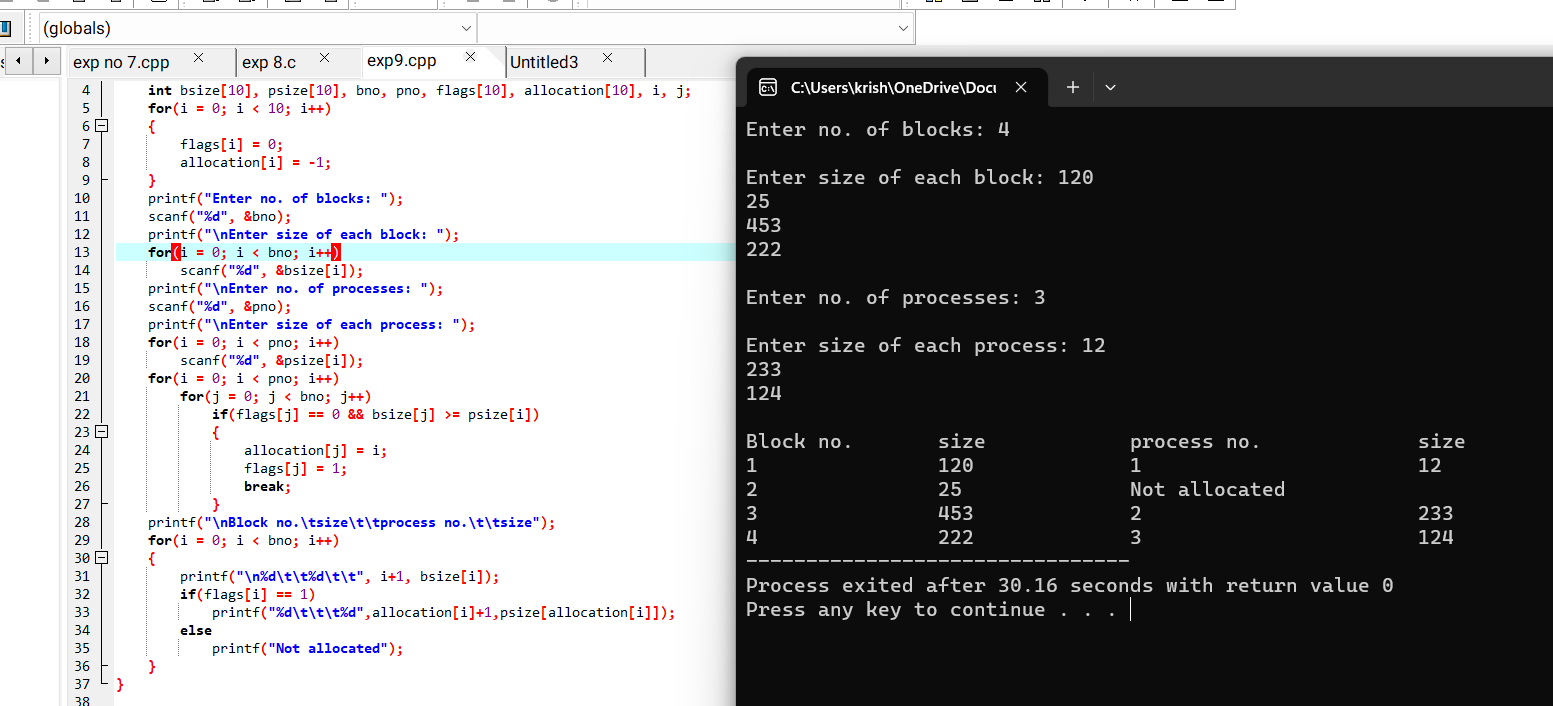 (globals)
exp no 7.cpp
exp 8.c
exp9.cpp
Untitled3
4 int bsize[10], psize[10], bno, pno, flags[10], allocation[10], i, j;
5 for(i = 0; i < 10; i++)
6 {
7 flags[i] = 0;
8 allocation[i] = -1;
9 }
10 printf("Enter no. of blocks: ");
11 scanf("%d", &bno);
12 printf("\nEnter size of each block: ");
13 for(i = 0; i < bno; i++)
14 scanf("%d", &bsize[i]);
15 printf("\nEnter no. of processes: ");
16 scanf("%d", &pno);
17 printf("\nEnter size of each process: ");
18 for(i = 0; i < pno; i++)
19 scanf("%d", &psize[i]);
20 for(i = 0; i < pno; i++)
21 for(j = 0; j < bno; j++)
22 if(flags[j] == 0 && bsize[j] >= psize[i])
23 {
24 allocation[j] = i;
25 flags[j] = 1;
26 break;
27 }
28 printf("\nBlock no.\tsize\t\tprocess no.\t\tsize");
29 for(i = 0; i < bno; i++)
30 {
31 printf("\n%d\t\t%d\t\t", i+1, bsize[i]);
32 if(flags[i] == 1)
33 printf("%d\t\t\t%d",allocation[i]+1,psize[allocation[i]]);
34 else
35 printf("Not allocated");
36 }
37 }
38
C:\Users\krish\OneDrive\Docu
Enter no. of blocks: 4
Enter size of each block: 120
25
453
222
Enter no. of processes: 3
Enter size of each process: 12
233
124
Block no. size process no. size
1 120 1 12
2 25 Not allocated
3 453 2 233
4 222 3 124
--------------------------------
Process exited after 30.16 seconds with return value 0
Press any key to continue . . .